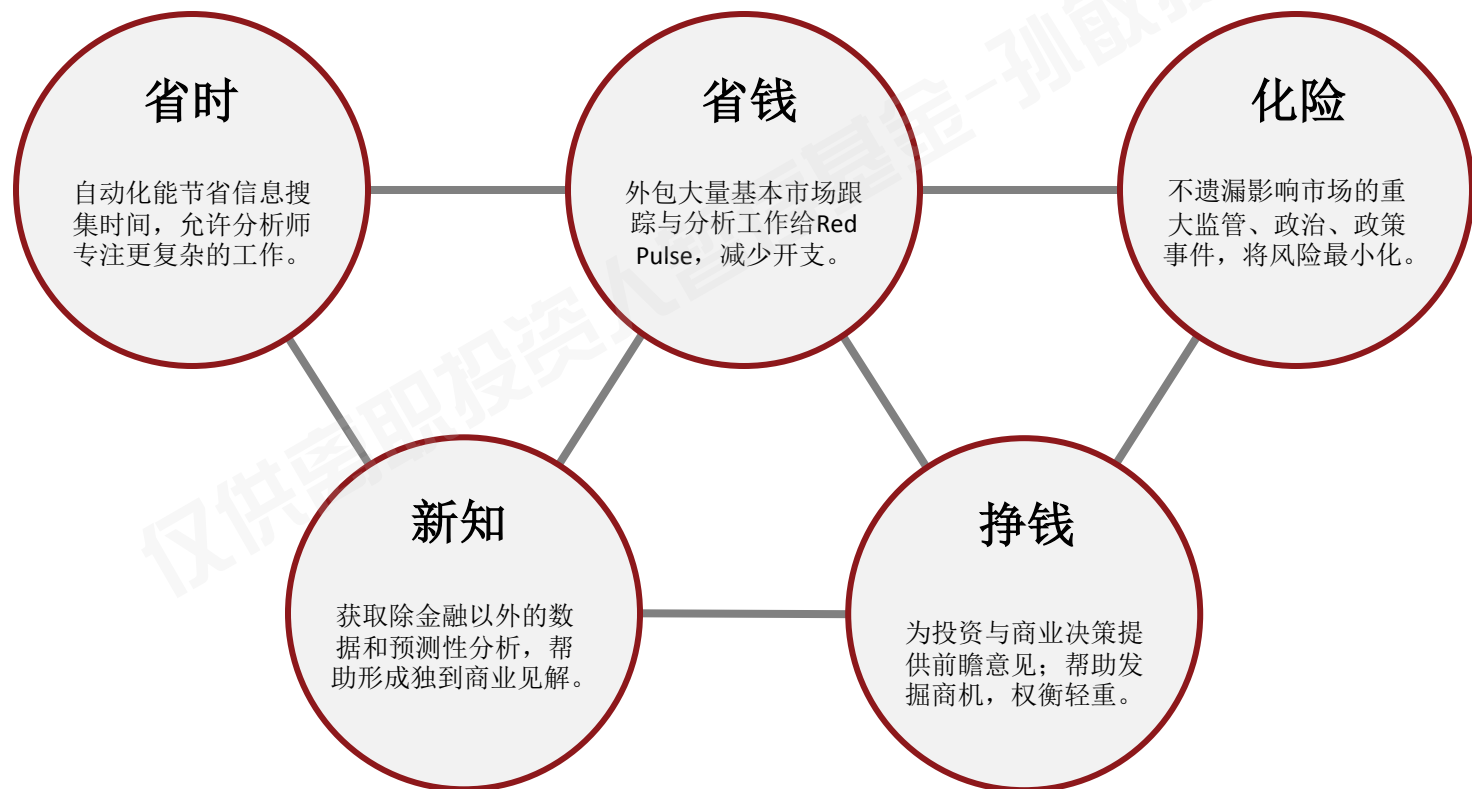 省时
自动化能节省信息搜
集时间，允许分析师
专注更复杂的工作。
省钱
外包大量基本市场跟
踪与分析工作给Red
Pulse，减少开支。
化险
不遗漏影响市场的重
大监管、政治、政策
事件，将风险最小化。
新知
获取除金融以外的数
据和预测性分析，帮
助形成独到商业见解。
挣钱
为投资与商业决策提
供前瞻意见；帮助发
掘商机，权衡轻重。